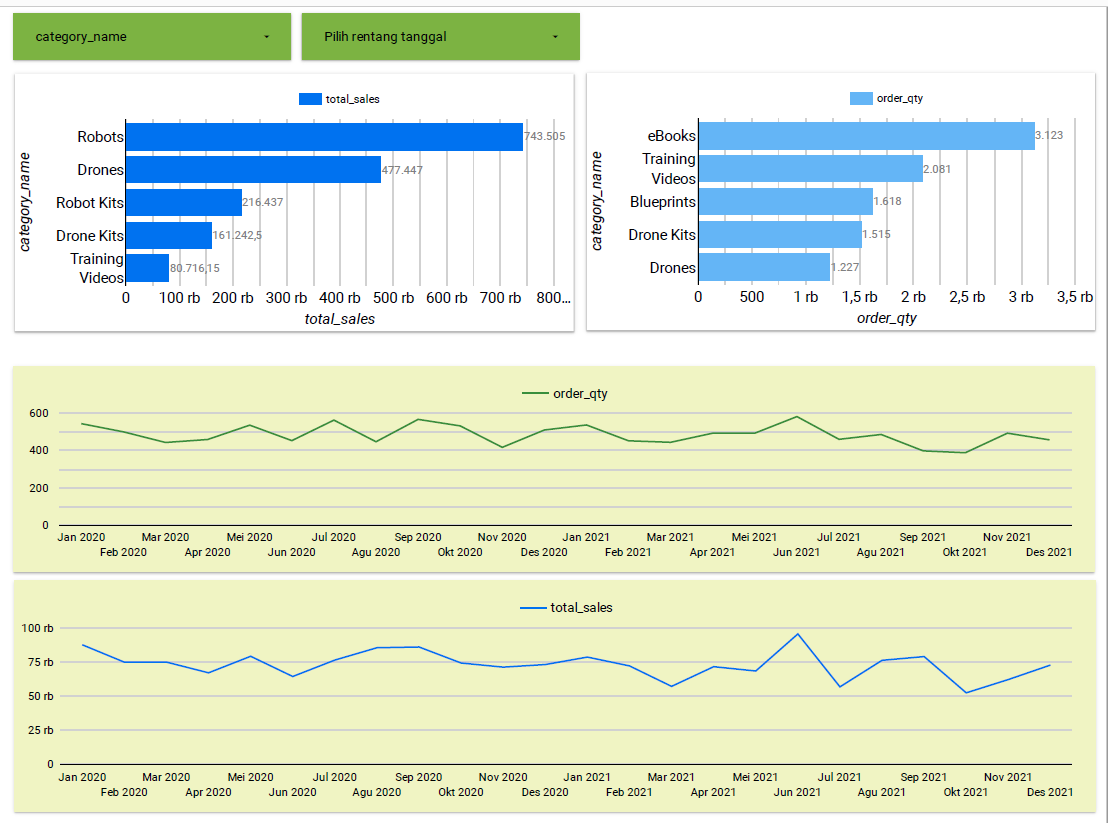 category_name
Pilih rentang tanggal
total_sales
category_name
Robots
743.505
Drones
477.447
Robot Kits
216.437
Drone Kits
161.242,5
Training
Videos
80.716,15
0 100 rb 200 rb 300 rb 400 rb 500 rb 600 rb 700 rb 800...
total_sales
order_qty
category_name
eBooks
3.123
Training
Videos
2.081
Blueprints
1.618
Drone Kits
1.515
Drones
1.227
0 500 1 rb 1,5 rb 2 rb 2,5 rb 3 rb 3,5 rb
order_qty
order_qty
600
400
200
0
Jan 2020 Mar 2020 Mei 2020 Jul 2020 Sep 2020 Nov 2020 Jan 2021 Mar 2021 Mei 2021 Jul 2021 Sep 2021 Nov 2021
Feb 2020 Apr 2020 Jun 2020 Agu 2020 Okt 2020 Des 2020 Feb 2021 Apr 2021 Jun 2021 Agu 2021 Okt 2021 Des 2021
total_sales
100 rb
75 rb
50 rb
25 rb
0
Jan 2020 Mar 2020 Mei 2020 Jul 2020 Sep 2020 Nov 2020 Jan 2021 Mar 2021 Mei 2021 Jul 2021 Sep 2021 Nov 2021
Feb 2020 Apr 2020 Jun 2020 Agu 2020 Okt 2020 Des 2020 Feb 2021 Apr 2021 Jun 2021 Agu 2021 Okt 2021 Des 2021